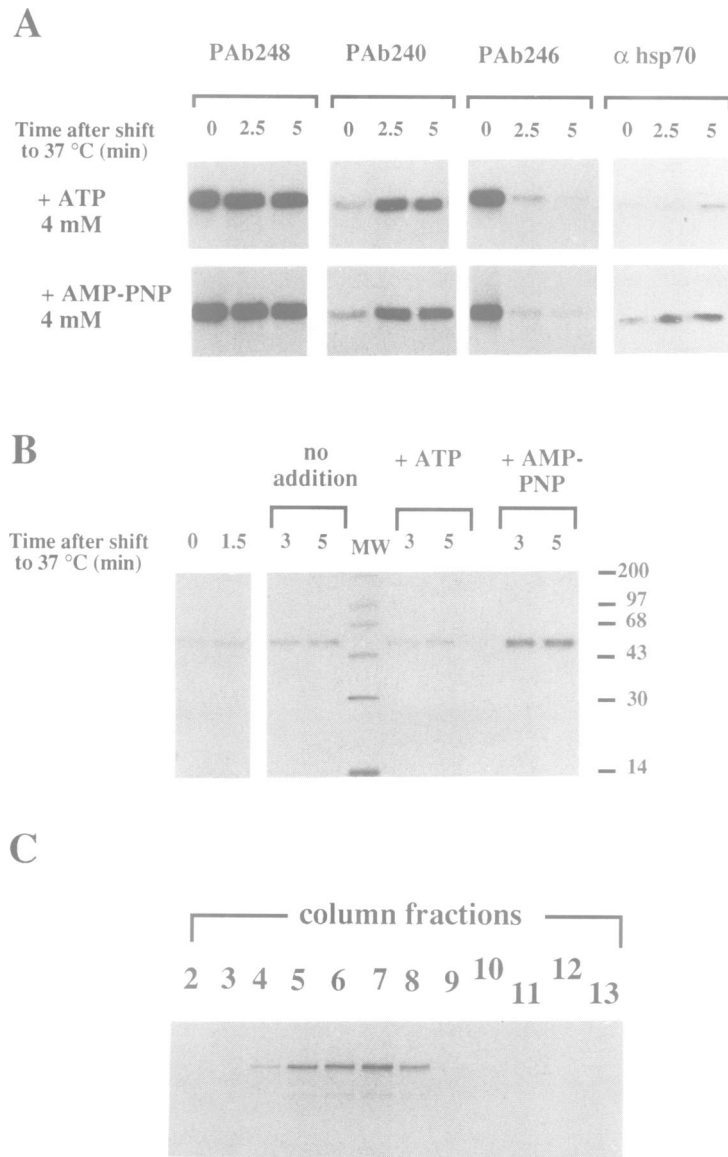 A
PAb248 PAb240 PAb246 α hsp70
Time after shift
to 37 °C (min)
0 2.5 5 0 2.5 5 0 2.5 5 0 2.5 5
+ ATP
4 mM
+ AMP-PNP
4 mM
B
no
addition
+ ATP
+ AMP-
PNP
Time after shift
to 37 °C (min)
0 1.5 3 5 MW 3 5 3 5
200
97
68
43
30
14
C
column fractions
2 3 4 5 6 7 8 9 10 11 12 13